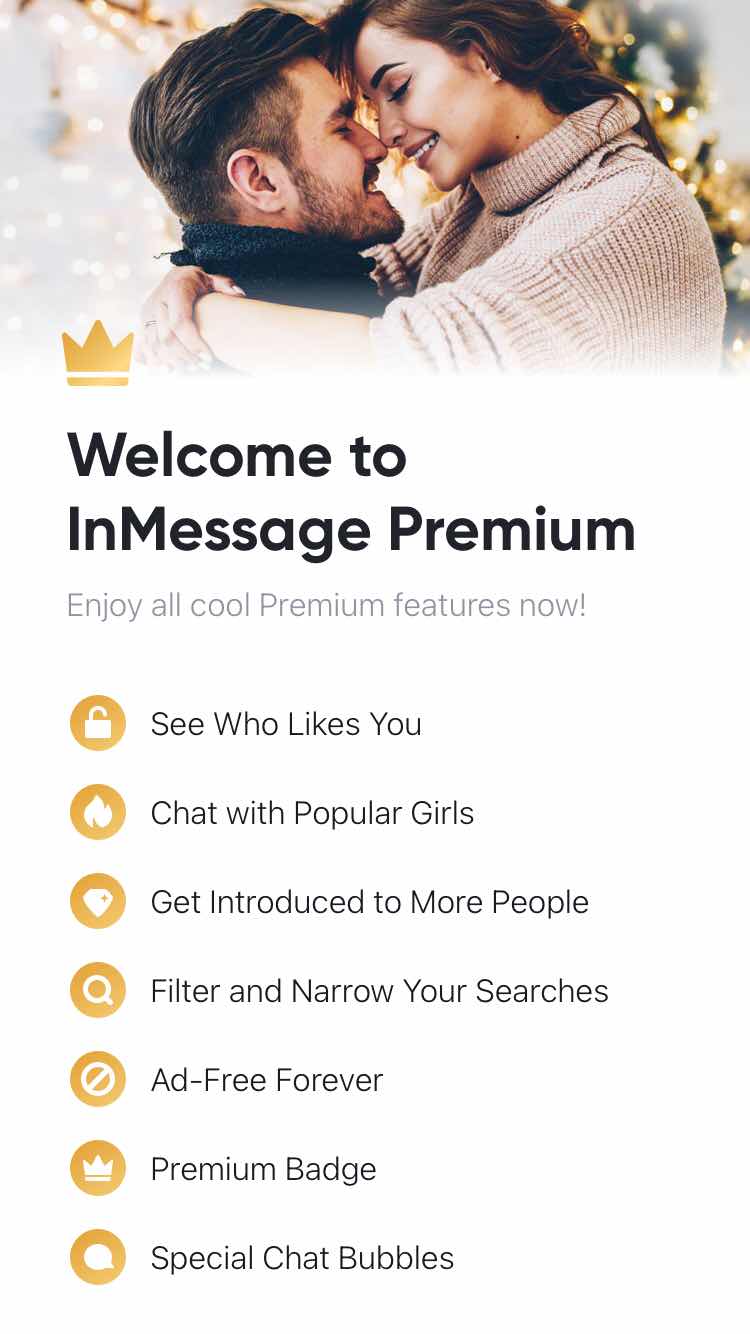 Welcome to
InMessage Premium
Enjoy all cool Premium features now!
See Who Likes You
Chat with Popular Girls
Get Introduced to More People
Filter and Narrow Your Searches
Ad-Free Forever
Premium Badge
Special Chat Bubbles